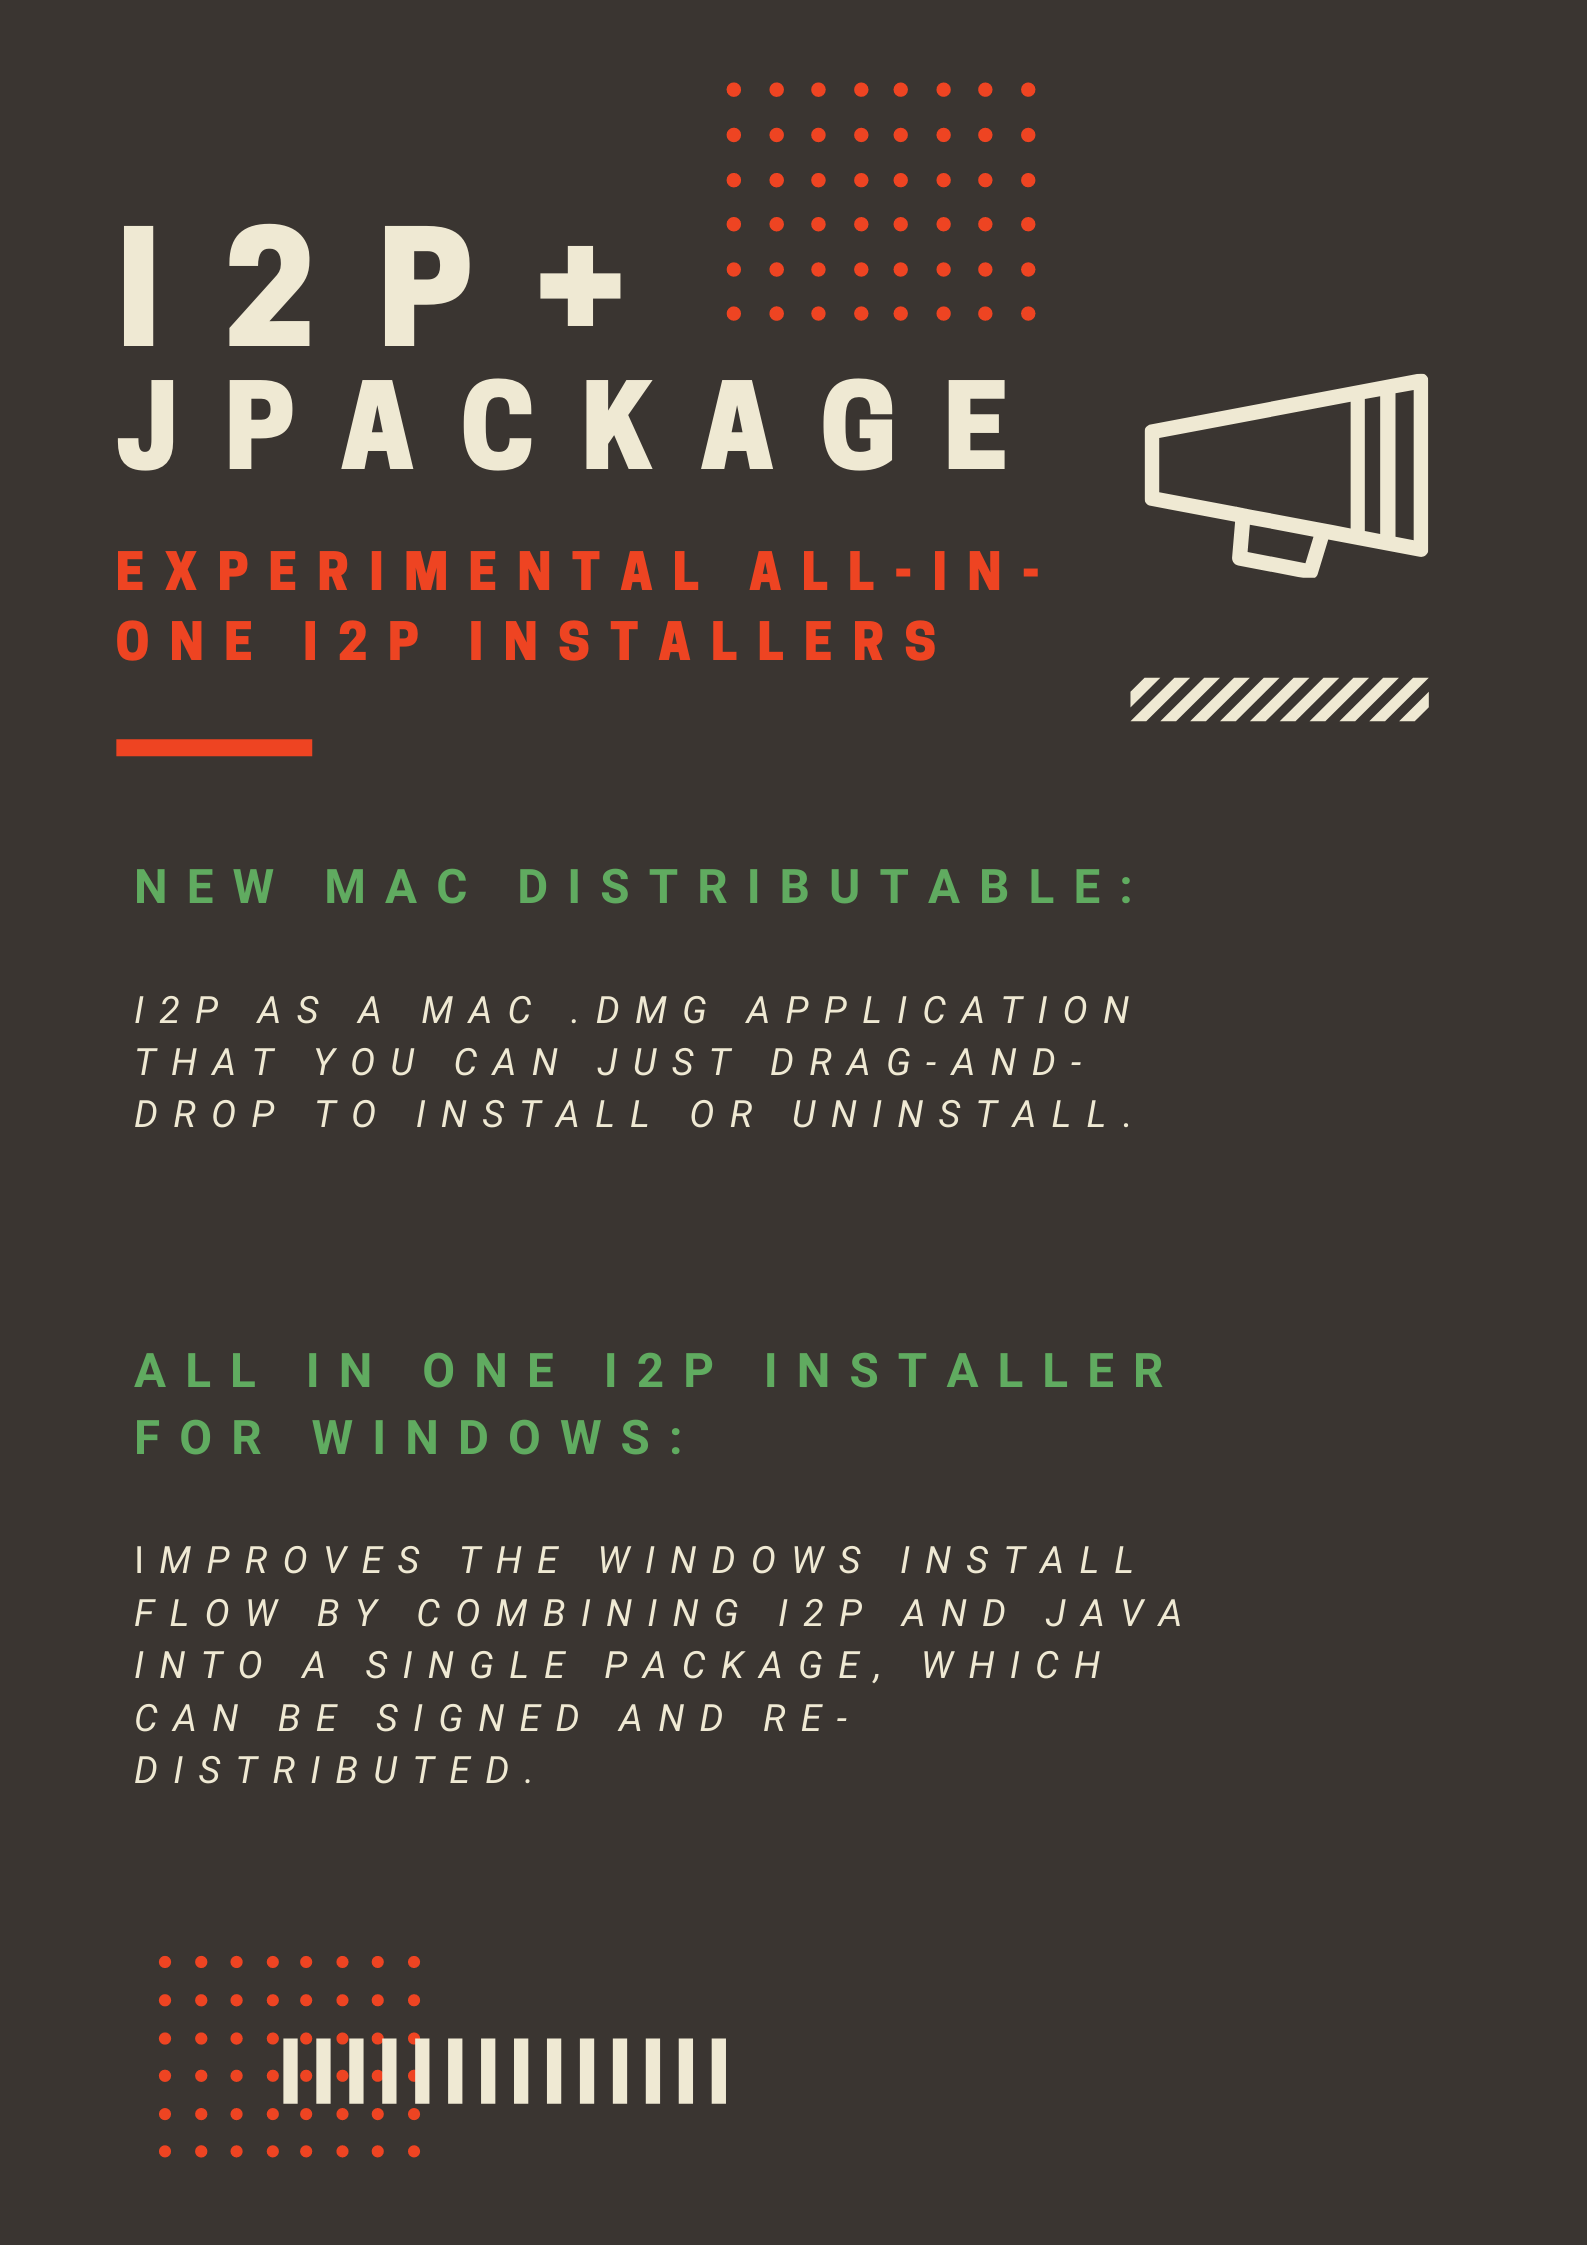 I2P+
JPACKAGE
EXPERIMENTAL ALL-IN-
ONE I2P INSTALLERS
NEW MAC DISTRIBUTABLE:
I2P AS A MAC .DMG APPLICATION
THAT YOU CAN JUST DRAG-AND-
DROP TO INSTALL OR UNINSTALL.
ALL IN ONE I2P INSTALLER
FOR WINDOWS:
IMPROVES THE WINDOWS INSTALL
FLOW BY COMBINING I2P AND JAVA
INTO A SINGLE PACKAGE, WHICH
CAN BE SIGNED AND RE-
DISTRIBUTED.